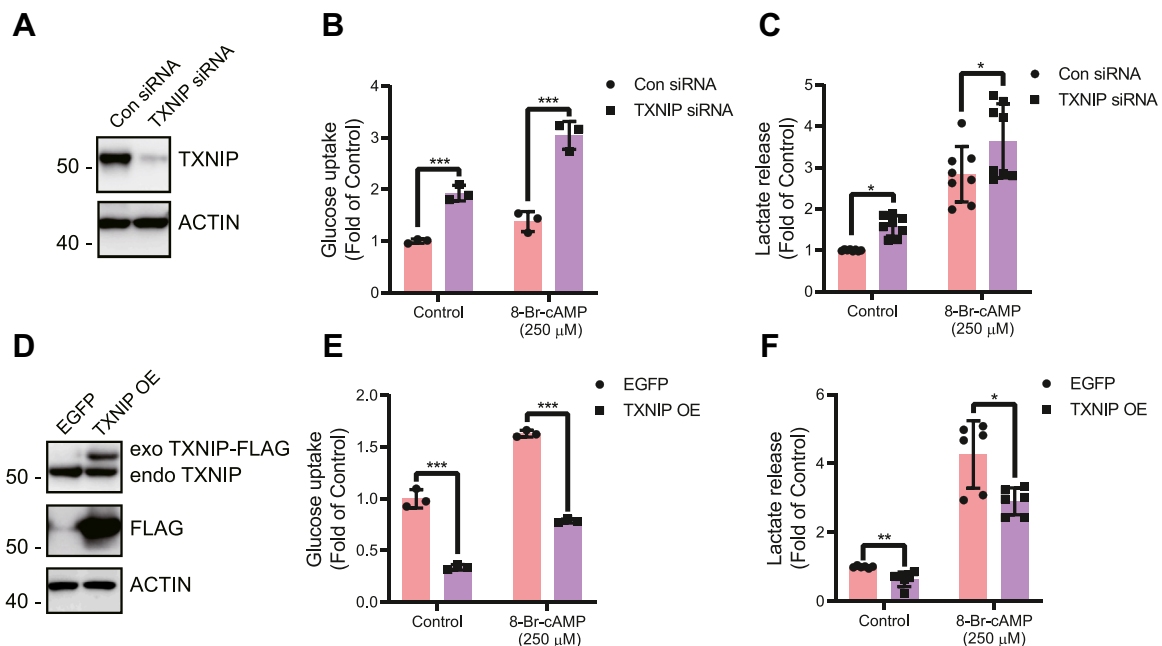 A
Con siRNA
TXNIP siRNA
50 -
TXNIP
40 -
ACTIN
B
Glucose uptake
(Fold of Control)
4
3
2
1
0
***
***
Control
8-Br-cAMP
(250 μM)
Con siRNA
TXNIP siRNA
C
Lactate release
(Fold of Control)
5
4
3
2
1
0
*
*
Control
8-Br-cAMP
(250 μM)
Con siRNA
TXNIP siRNA
D
EGFP
TXNIP OE
exo TXNIP-FLAG
50 -
endo TXNIP
FLAG
50 -
ACTIN
40 -
E
Glucose uptake
(Fold of Control)
2.0
1.5
1.0
0.5
0.0
***
***
Control
8-Br-cAMP
(250 μM)
EGFP
TXNIP OE
F
Lactate release
(Fold of Control)
6
4
2
0
**
*
Control
8-Br-cAMP
(250 μM)
EGFP
TXNIP OE